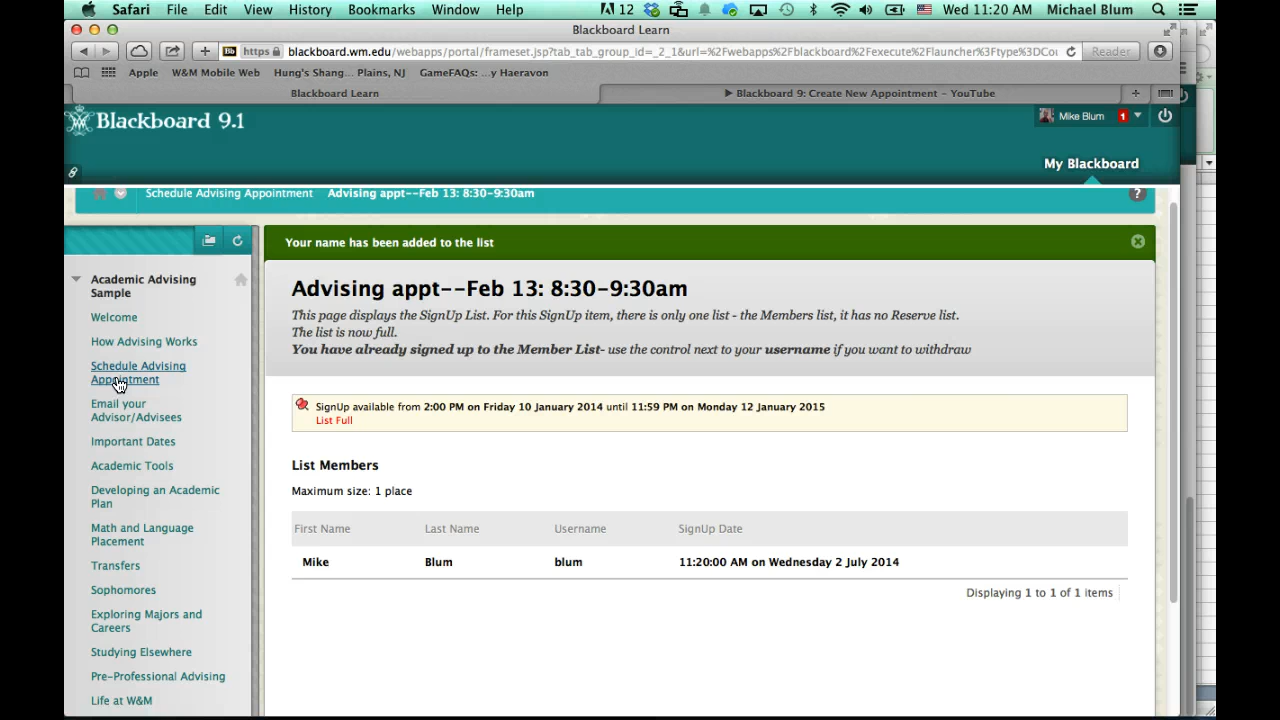 Safari File Edit View History Bookmarks Window Help 12 Wed 11:20 AM Michael Blum
Blackboard Learn
Bb https blackboard.wm.edu/webapps/portal/frameset.jsp?tab_tab_group_id=_2_1&url=%2Fwebapps%2Fblackboard%2Fexecute%2Flauncher%3Ftype%3DCou Reader
Apple W&M Mobile Web Hung's Shang... Plains, NJ GameFAQs: ...y Haeravon
Blackboard Learn ▶ Blackboard 9: Create New Appointment - YouTube
Blackboard 9.1
Mike Blum 1
My Blackboard
Schedule Advising Appointment Advising appt--Feb 13: 8:30-9:30am ?
Your name has been added to the list
Academic Advising
Sample
Welcome
How Advising Works
Schedule Advising
Appointment
Email your
Advisor/Advisees
Important Dates
Academic Tools
Developing an Academic
Plan
Math and Language
Placement
Transfers
Sophomores
Exploring Majors and
Careers
Studying Elsewhere
Pre-Professional Advising
Life at W&M
Advising appt--Feb 13: 8:30-9:30am
This page displays the SignUp List. For this SignUp item, there is only one list - the Members list, it has no Reserve list.
The list is now full.
You have already signed up to the Member List- use the control next to your username if you want to withdraw
SignUp available from 2:00 PM on Friday 10 January 2014 until 11:59 PM on Monday 12 January 2015
List Full
List Members
Maximum size: 1 place
First Name Last Name Username SignUp Date
Mike Blum blum 11:20:00 AM on Wednesday 2 July 2014
Displaying 1 to 1 of 1 items